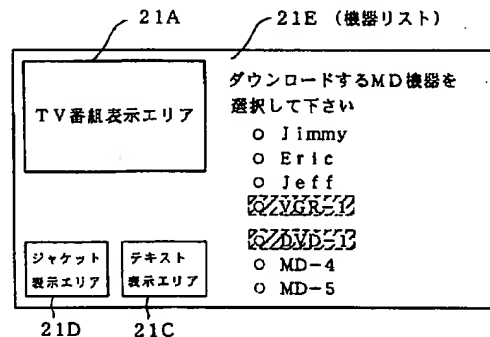 21A
21E (機器リスト)
TV番組表示エリア
ダウンロードするMD機器を
選択して下さい
○ Jimmy
○ Eric
○ Jeff
○ VGR-1
○ DVD-1
○ MD-4
○ MD-5
ジャケット
表示エリア
テキスト
表示エリア
21D
21C